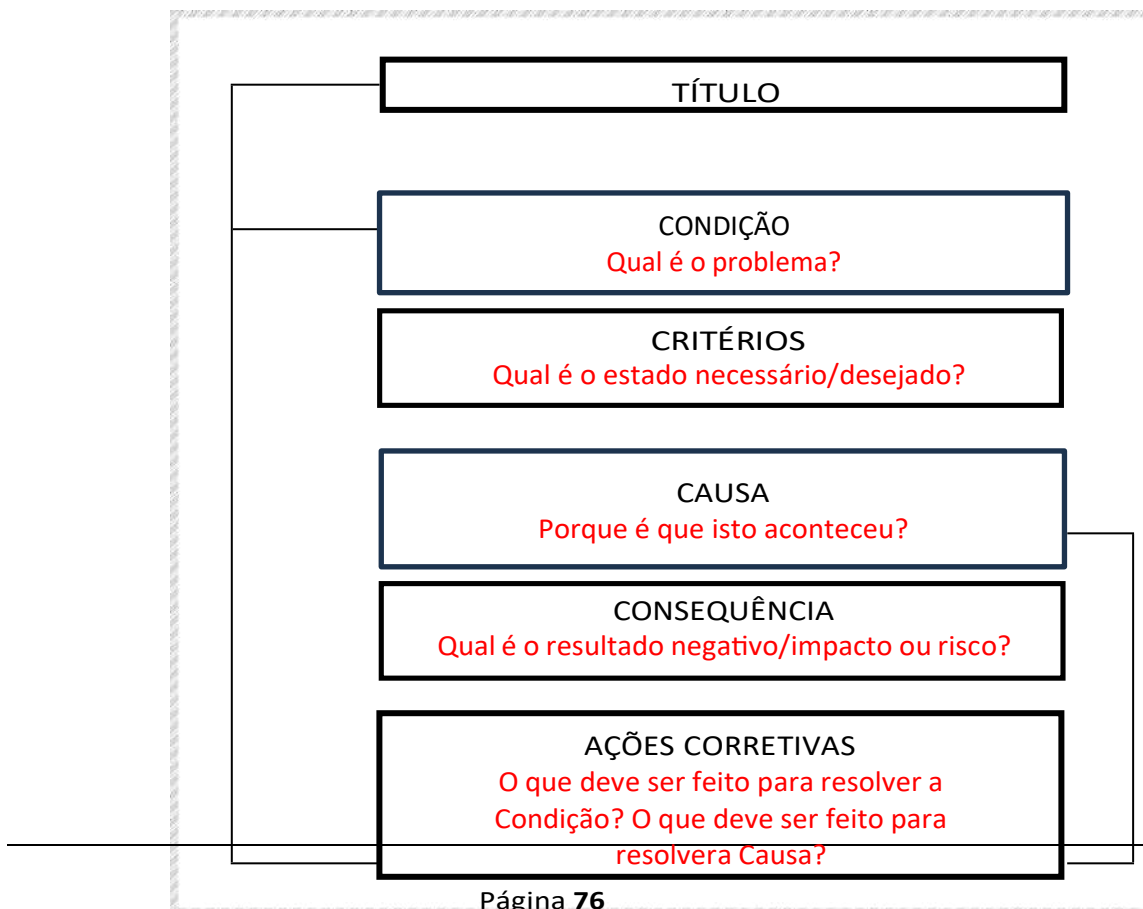 TÍTULO
CONDIÇÃO
Qual é o problema?
CRITÉRIOS
Qual é o estado necessário/desejado?
CAUSA
Porque é que isto aconteceu?
CONSEQUÊNCIA
Qual é o resultado negativo/impacto ou risco?
AÇÕES CORRETIVAS
O que deve ser feito para resolver a
Condição? O que deve ser feito para
resolvera Causa?
Página 76